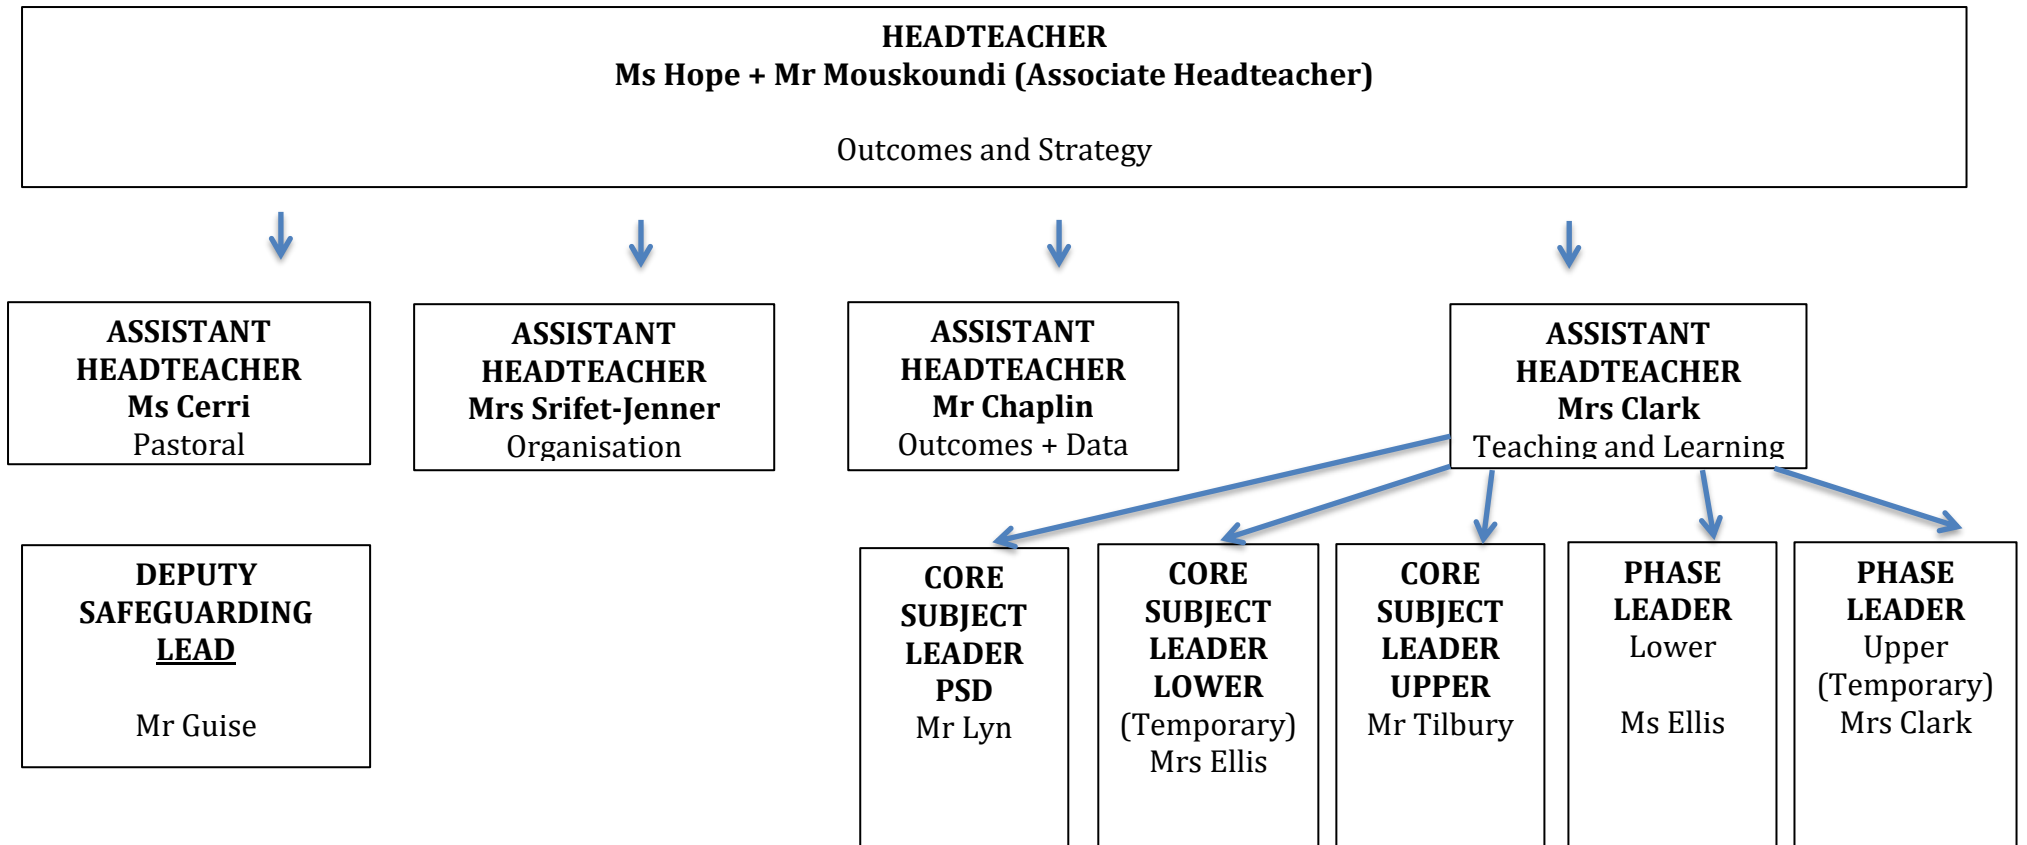 HEADTEACHER
Ms Hope + Mr Mouskoundi (Associate Headteacher)
Outcomes and Strategy
ASSISTANT
HEADTEACHER
Ms Cerri
Pastoral
ASSISTANT
HEADTEACHER
Mrs Srifet-Jenner
Organisation
ASSISTANT
HEADTEACHER
Mr Chaplin
Outcomes + Data
ASSISTANT
HEADTEACHER
Mrs Clark
Teaching and Learning
DEPUTY
SAFEGUARDING
LEAD
Mr Guise
CORE
SUBJECT
LEADER
PSD
Mr Lyn
CORE
SUBJECT
LEADER
LOWER
(Temporary)
Mrs Ellis
CORE
SUBJECT
LEADER
UPPER
Mr Tilbury
PHASE
LEADER
Lower
Ms Ellis
PHASE
LEADER
Upper
(Temporary)
Mrs Clark